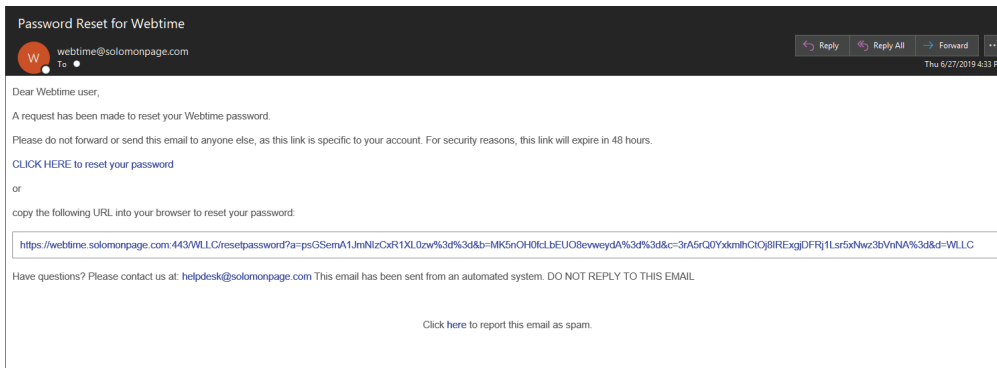 Password Reset for Webtime
W
webtime@solomonpage.com
To
Reply
Reply All
Forward
Thu 6/27/2019 4:33
Dear Webtime user,
A request has been made to reset your Webtime password.
Please do not forward or send this email to anyone else, as this link is specific to your account. For security reasons, this link will expire in 48 hours.
CLICK HERE to reset your password
or
copy the following URL into your browser to reset your password:
https://webtime.solomonpage.com:443/WLLC/resetpassword?a=psGSemA1JmNIzCxR1XL0zw%3d%3d&b=MK5nOH0fcLbEUO8evweydA%3d%3d&c=3rA5rQ0YxkmlhCtOj8IRExgjDFRj1Lsr5xNwz3bVnNA%3d&d=WLLC
Have questions? Please contact us at: helpdesk@solomonpage.com This email has been sent from an automated system. DO NOT REPLY TO THIS EMAIL
Click here to report this email as spam.